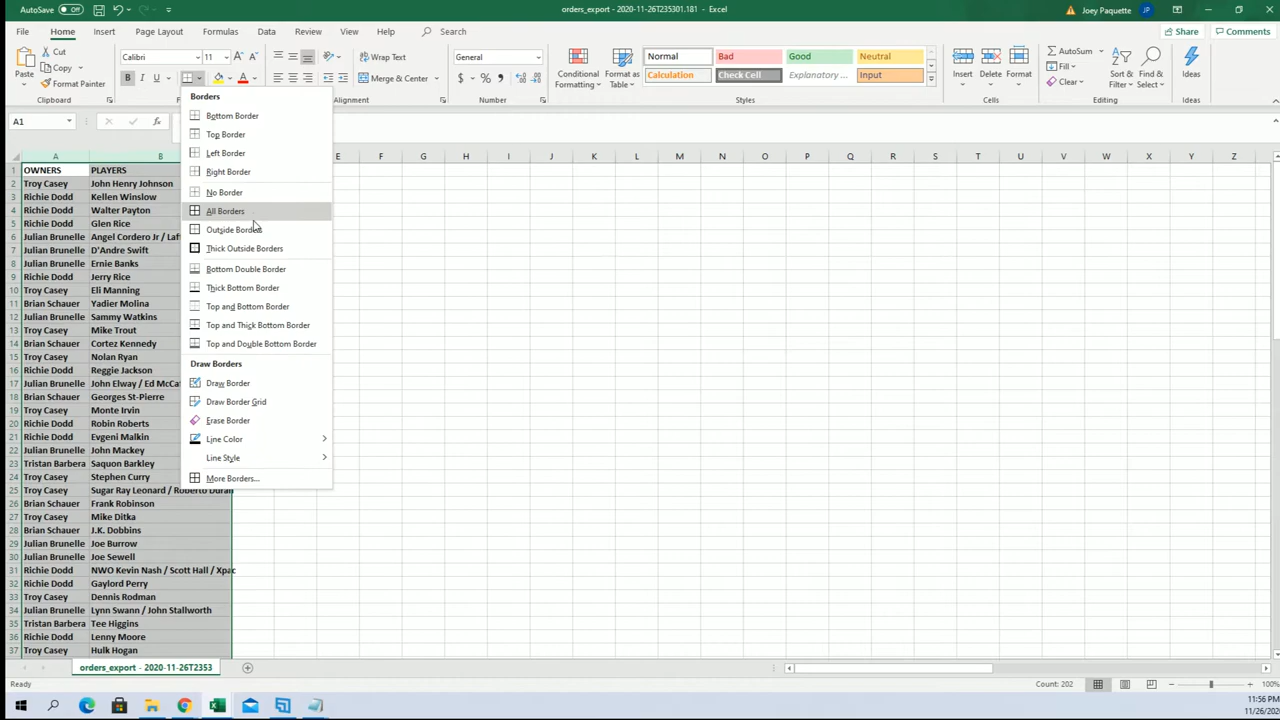 AutoSave Off
orders_export - 2020-11-26T235301.181 - Excel
Joey Paquette JP
File Home Insert Page Layout Formulas Data Review View Help Search
Share Comments
Paste
Cut
Copy
Format Painter
Clipboard
Calibri 11
B I U
Wrap Text
Merge & Center
Alignment
General
$ % ,
Number
Conditional Formatting
Format as Table
Normal Bad Good Neutral
Calculation Check Cell Explanatory ... Input
Styles
Insert Delete Format
Cells
AutoSum
Fill
Clear
Sort & Filter
Find & Select
Editing
Ideas
Ideas
A1
Borders
Bottom Border
Top Border
Left Border
Right Border
No Border
All Borders
Outside Borders
Thick Outside Borders
Bottom Double Border
Thick Bottom Border
Top and Bottom Border
Top and Thick Bottom Border
Top and Double Bottom Border
Draw Borders
Draw Border
Draw Border Grid
Erase Border
Line Color
Line Style
More Borders...
A B E F G H I J K L M N O P Q R S T U V W X Y Z
1 OWNERS PLAYERS
2 Troy Casey John Henry Johnson
3 Richie Dodd Kellen Winslow
4 Richie Dodd Walter Payton
5 Richie Dodd Glen Rice
6 Julian Brunelle Angel Cordero Jr / Laf
7 Julian Brunelle D'Andre Swift
8 Julian Brunelle Ernie Banks
9 Richie Dodd Jerry Rice
10 Troy Casey Eli Manning
11 Brian Schauer Yadier Molina
12 Julian Brunelle Sammy Watkins
13 Troy Casey Mike Trout
14 Brian Schauer Cortez Kennedy
15 Troy Casey Nolan Ryan
16 Richie Dodd Reggie Jackson
17 Julian Brunelle John Elway / Ed McCaf
18 Brian Schauer Georges St-Pierre
19 Troy Casey Monte Irvin
20 Richie Dodd Robin Roberts
21 Richie Dodd Evgeni Malkin
22 Julian Brunelle John Mackey
23 Tristan Barbera Saquon Barkley
24 Troy Casey Stephen Curry
25 Troy Casey Sugar Ray Leonard / Roberto Duran
26 Brian Schauer Frank Robinson
27 Troy Casey Mike Ditka
28 Brian Schauer J.K. Dobbins
29 Julian Brunelle Joe Burrow
30 Julian Brunelle Joe Sewell
31 Richie Dodd NWO Kevin Nash / Scott Hall / Xpac
32 Richie Dodd Gaylord Perry
33 Troy Casey Dennis Rodman
34 Julian Brunelle Lynn Swann / John Stallworth
35 Tristan Barbera Tee Higgins
36 Richie Dodd Lenny Moore
37 Troy Casey Hulk Hogan
orders_export - 2020-11-26T2353
Ready
Count: 202
100%
11:56 PM